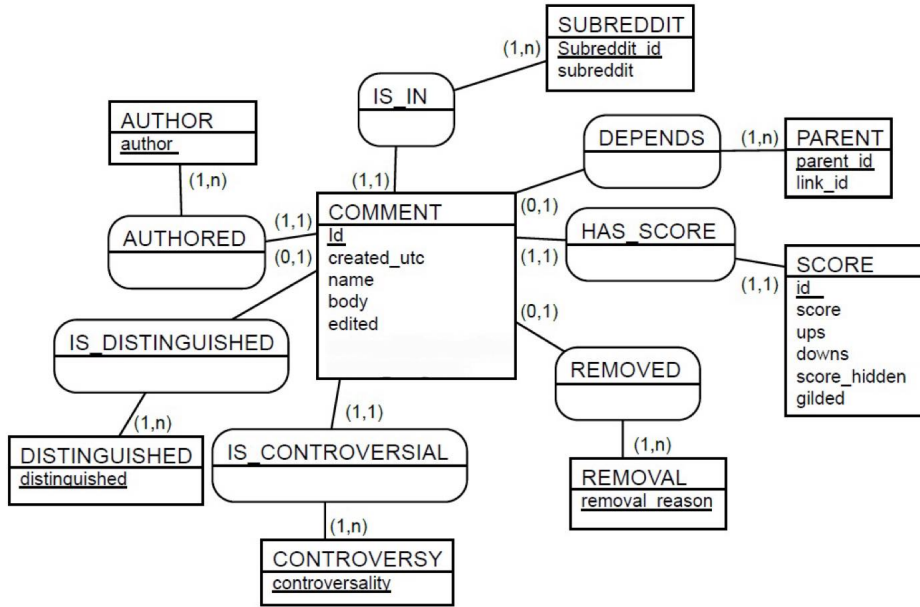 SUBREDDIT
Subreddit_id
subreddit
(1,n)
IS_IN
(1,1)
AUTHOR
author
(1,n)
AUTHORED
(1,1)
DEPENDS
(1,n)
(0,1)
PARENT
parent_id
link_id
COMMENT
Id
created_utc
name
body
edited
HAS_SCORE
(1,1)
(1,1)
SCORE
id
score
ups
downs
score_hidden
gilded
(0,1)
IS_DISTINGUISHED
(1,n)
DISTINGUISHED
distinguished
(0,1)
REMOVED
(1,n)
REMOVAL
removal_reason
(1,1)
IS_CONTROVERSIAL
(1,n)
CONTROVERSY
controversality